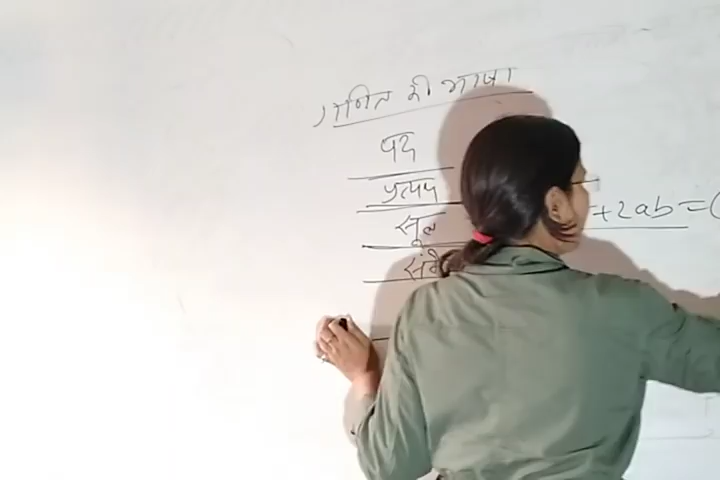 गणित की भाषा
पद
प्रत्यय
सूत्र
+2ab=(